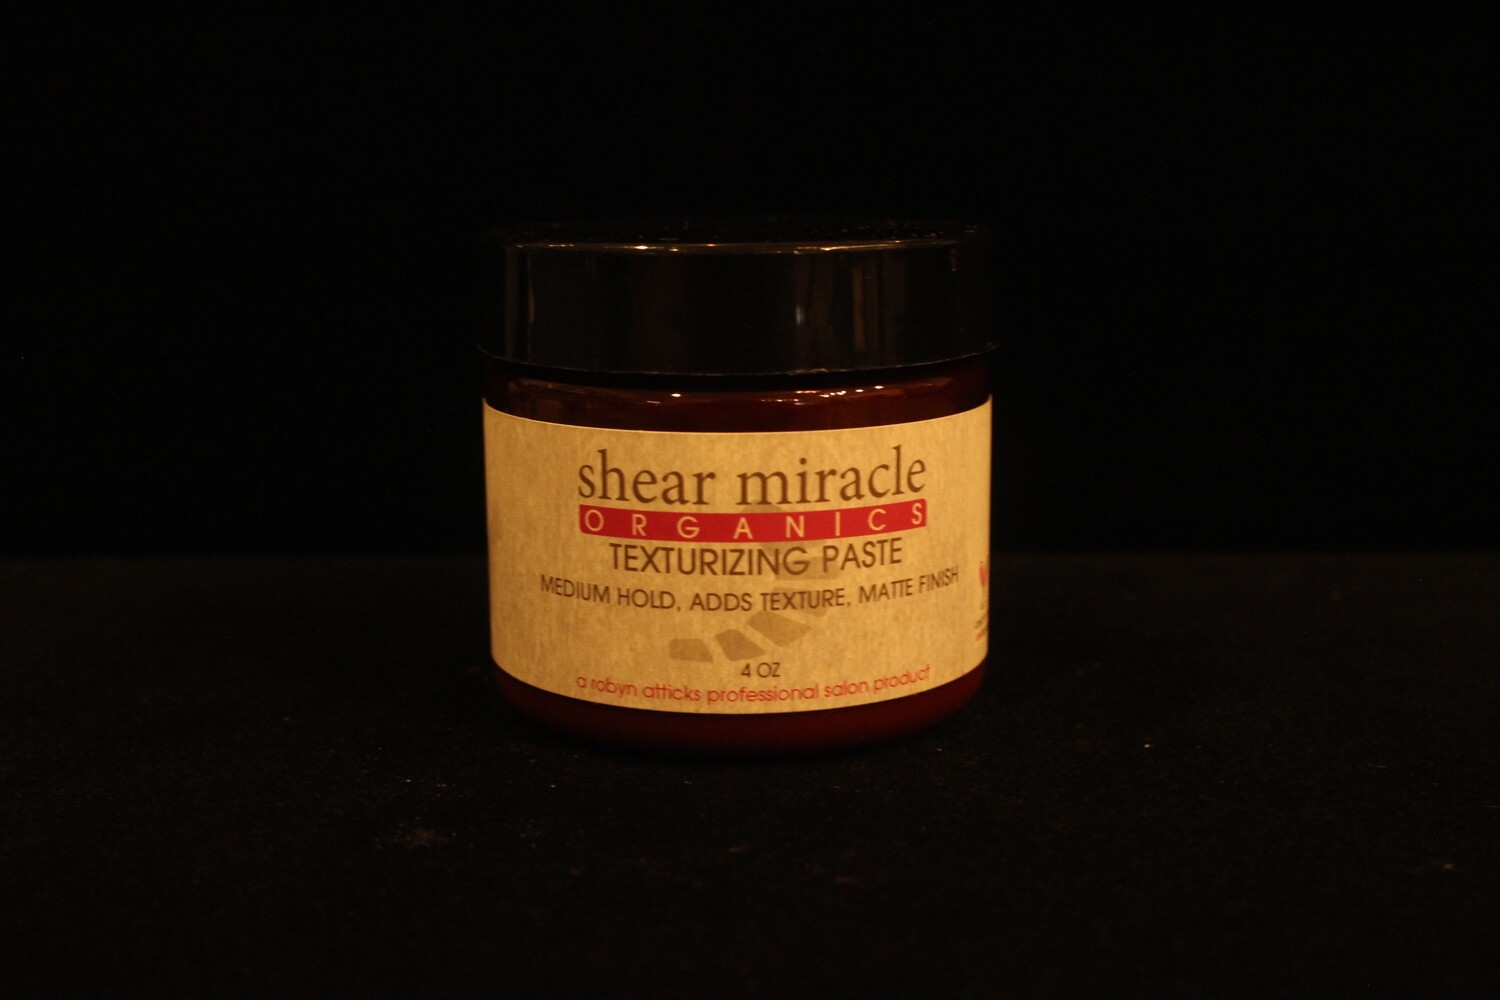 shear miracle
ORGANICS
TEXTURIZING PASTE
MEDIUM HOLD, ADDS TEXTURE, MATTE FINISH
4 OZ
a robyn atticks professional salon product